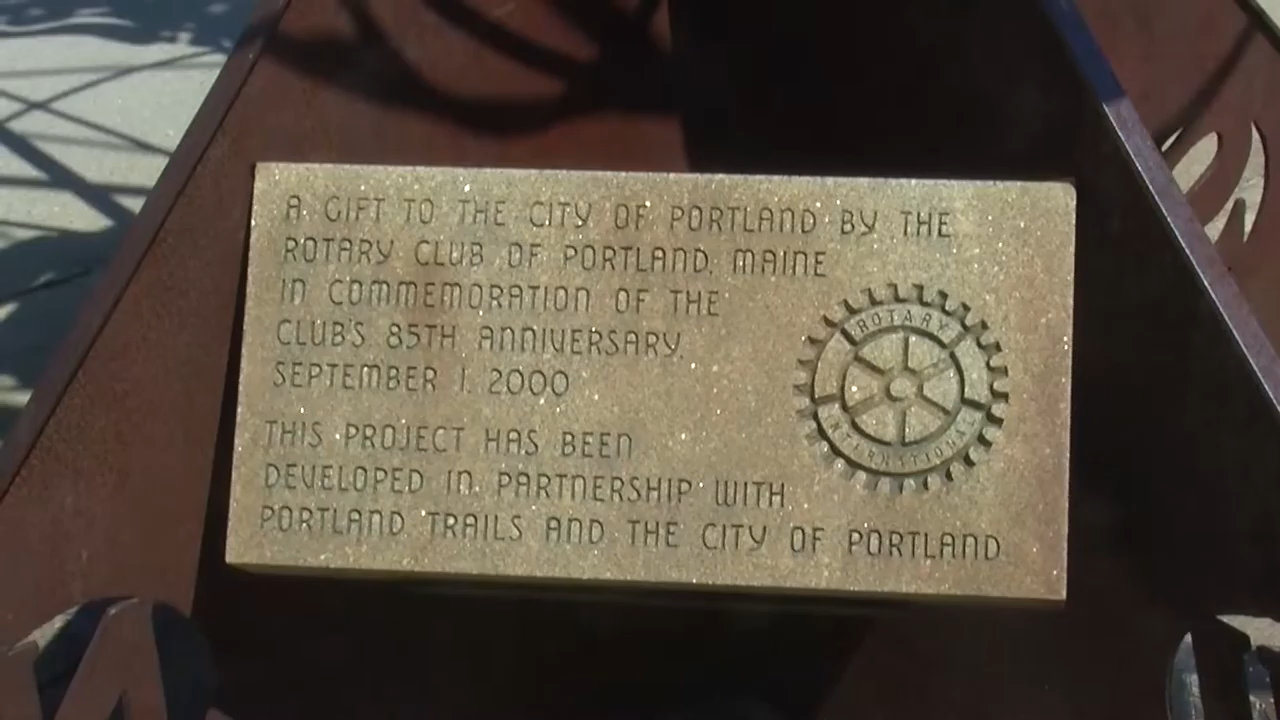 A GIFT TO THE CITY OF PORTLAND BY THE
ROTARY CLUB OF PORTLAND, MAINE
IN COMMEMORATION OF THE
CLUB'S 85TH ANNIVERSARY,
SEPTEMBER 1, 2000
THIS PROJECT HAS BEEN
DEVELOPED IN PARTNERSHIP WITH
PORTLAND TRAILS AND THE CITY OF PORTLAND
ROTARY
INTERNATIONAL